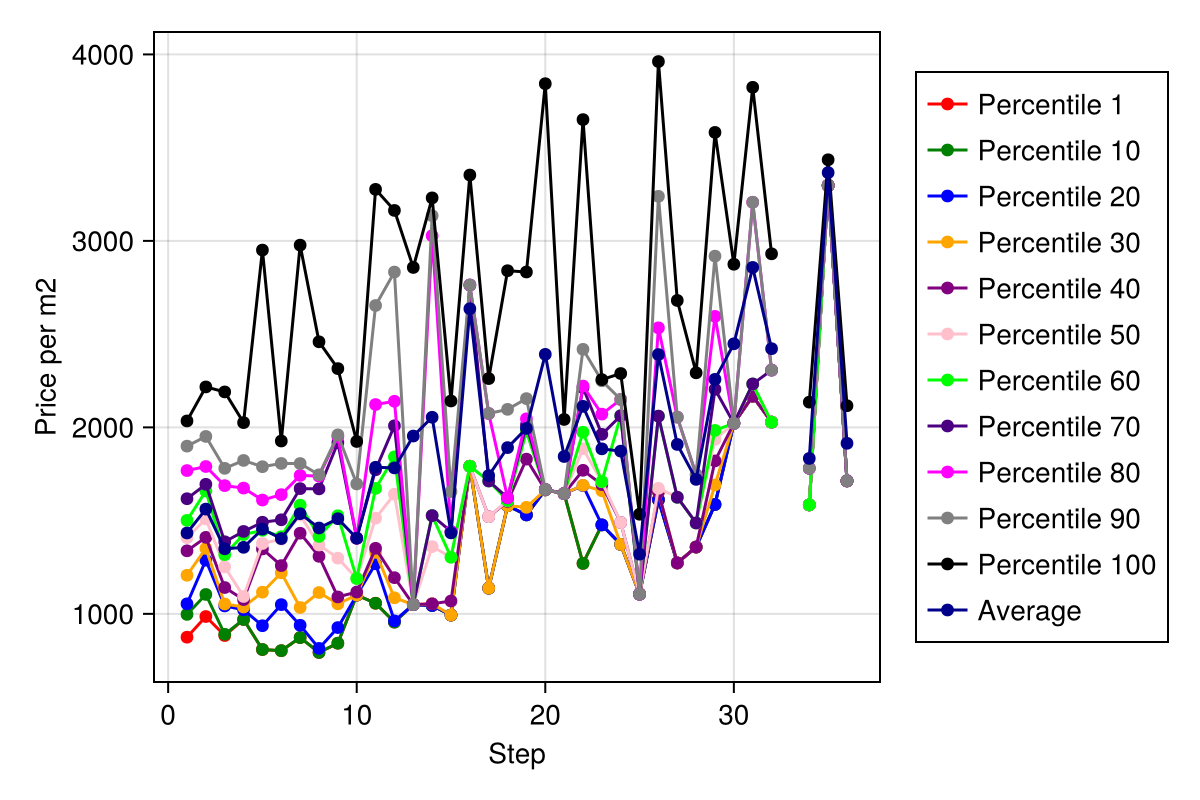 4000
3000
2000
1000
Price per m2
0 10 20 30
Step
Percentile 1
Percentile 10
Percentile 20
Percentile 30
Percentile 40
Percentile 50
Percentile 60
Percentile 70
Percentile 80
Percentile 90
Percentile 100
Average